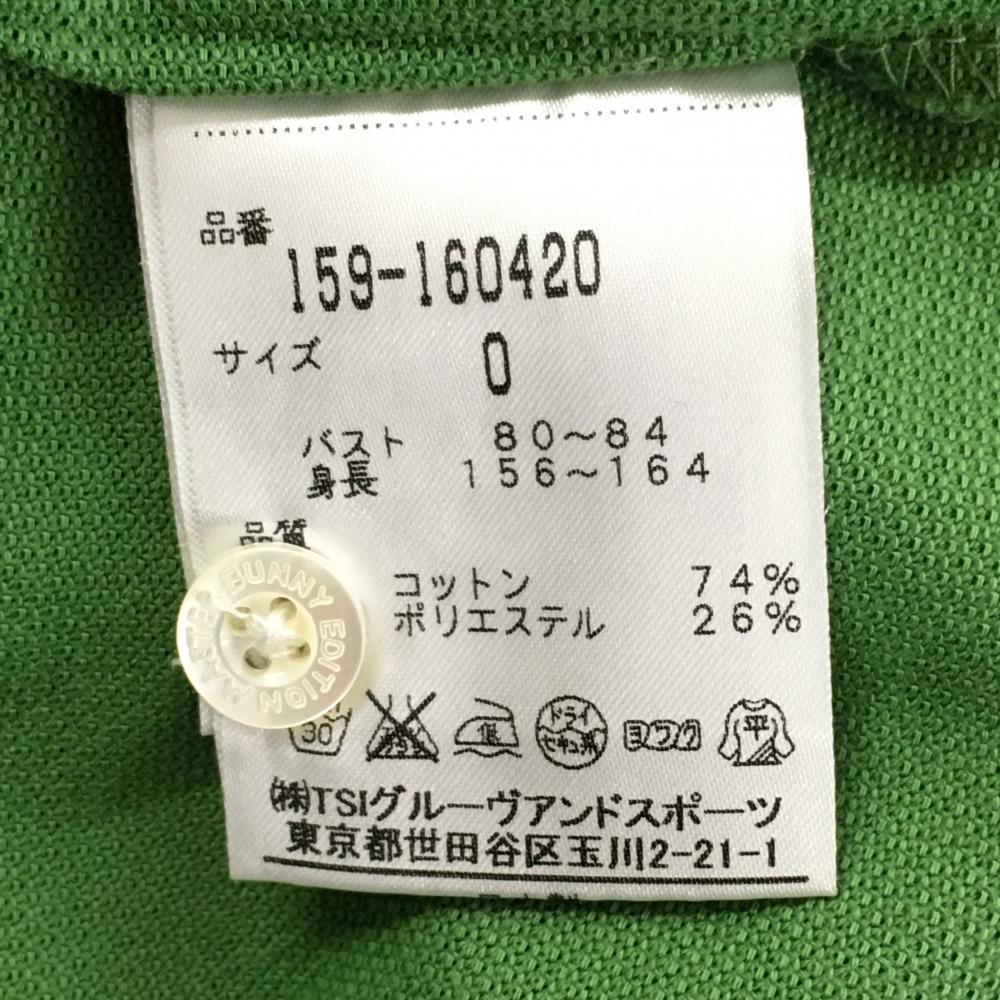 品番
159-160420
サイズ 0
バスト 80～84
身長 156～164
品質
コットン 74%
ポリエステル 26%
BUNNY EDITION
30 低 ドライ セキユ系 ヨワク 平
(株)TSIグルーヴアンドスポーツ
東京都世田谷区玉川2-21-1